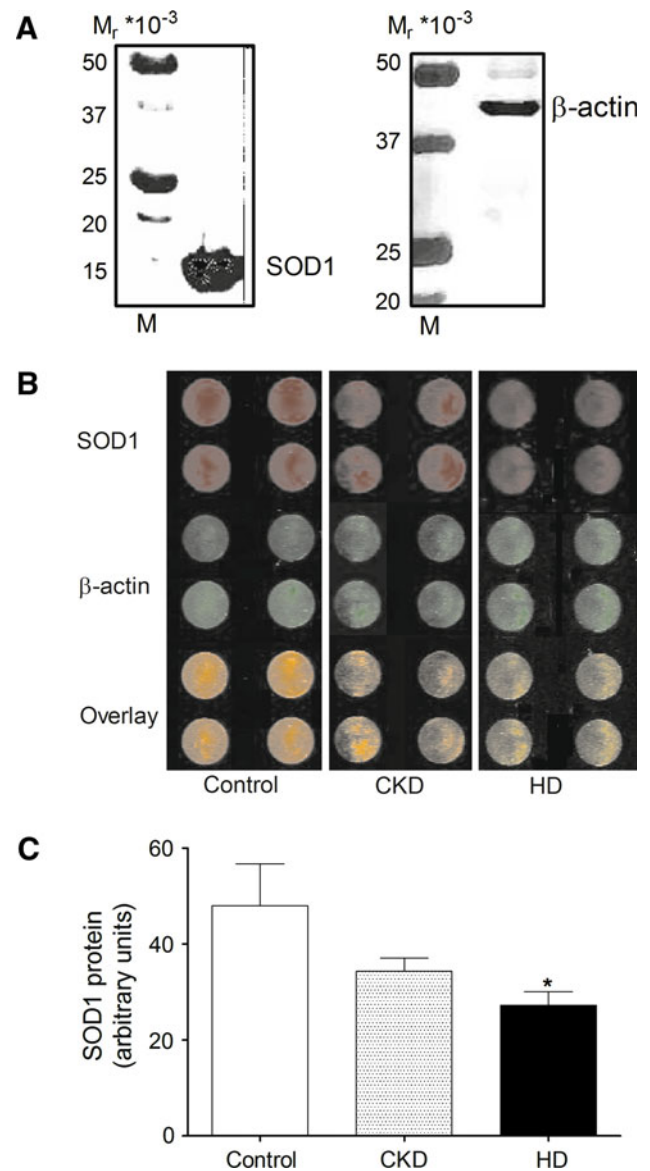 A
Mr *10-3
50
37
25
20
15
SOD1
M
Mr *10-3
50
37
25
20
β-actin
M
B
SOD1
β-actin
Overlay
Control CKD HD
C
SOD1 protein
(arbitrary units)
60
40
20
0
*
Control CKD HD